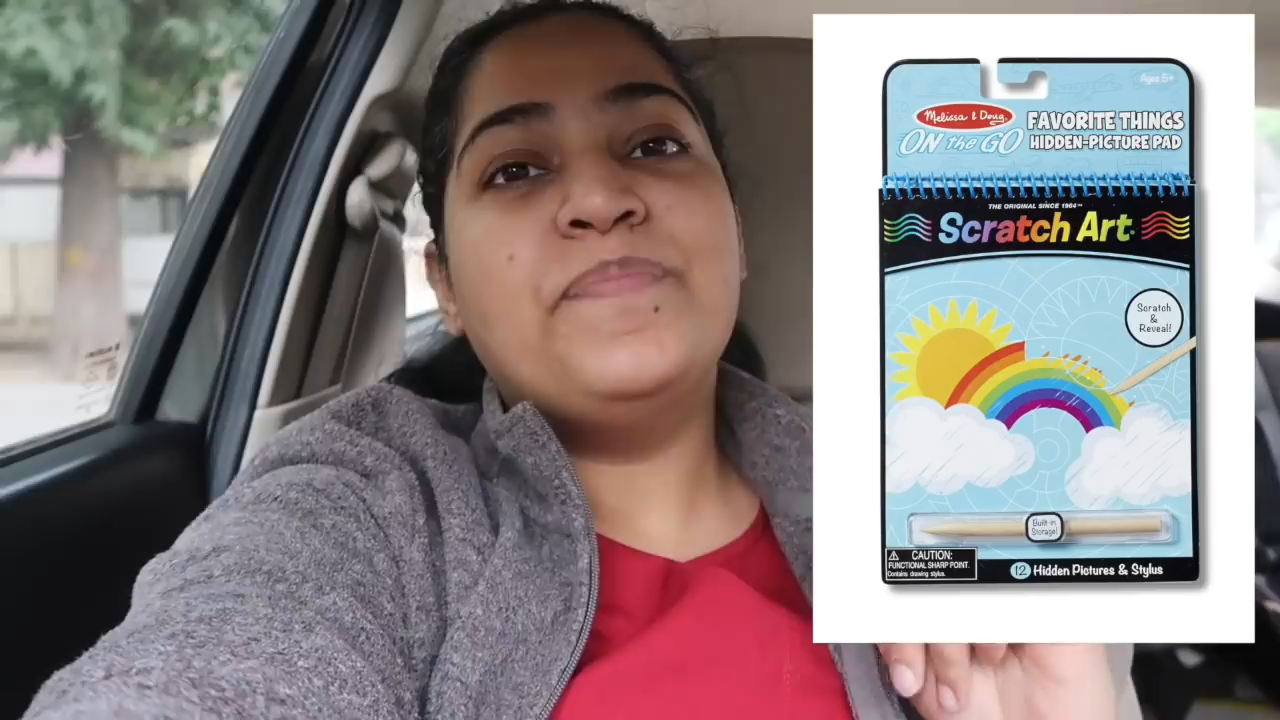 Ages 5+
Melissa & Doug
ON the GO
FAVORITE THINGS
HIDDEN-PICTURE PAD
THE ORIGINAL SINCE 1964™
Scratch Art®
Scratch
&
Reveal!
Built-in
Storage!
CAUTION:
FUNCTIONAL SHARP POINT.
Contains drawing stylus.
12 Hidden Pictures & Stylus